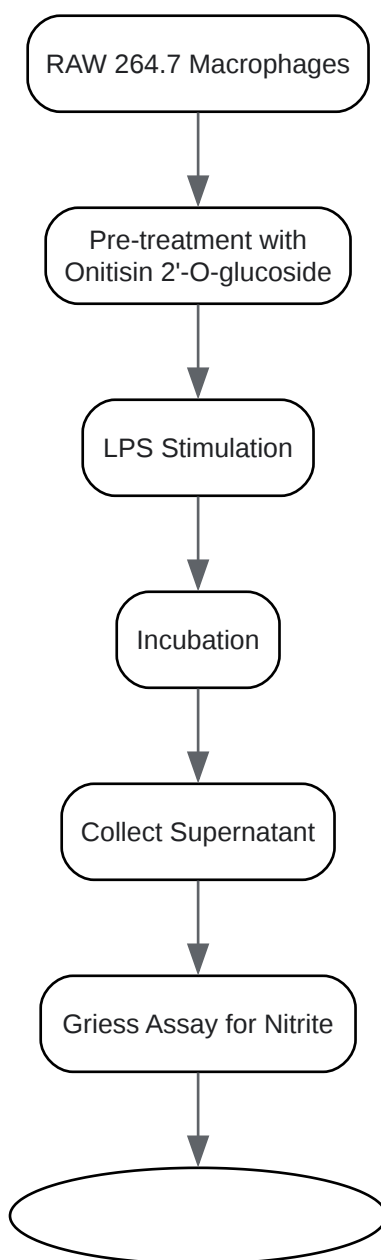 RAW 264.7 Macrophages
Pre-treatment with
Onitisin 2'-O-glucoside
LPS Stimulation
Incubation
Collect Supernatant
Griess Assay for Nitrite